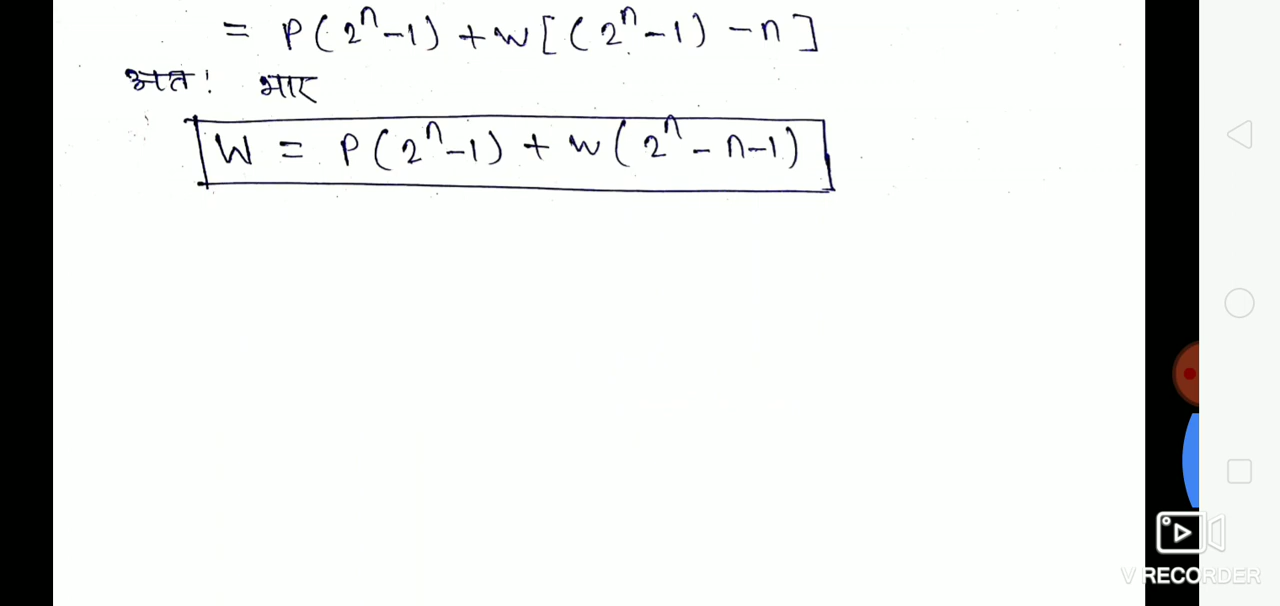 = P(2ⁿ-1) + w[(2ⁿ-1) -n]
अतः भार
W = P(2ⁿ-1) + w(2ⁿ - n-1)
V RECORDER